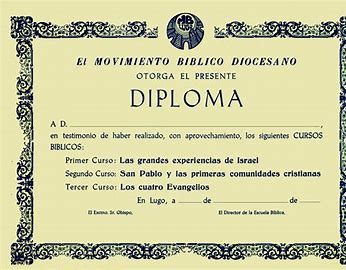 El MOVIMIENTO BIBLICO DIOCESANO
OTORGA EL PRESENTE
DIPLOMA
A D.
en testimonio de haber realizado, con aprovechamiento, los siguientes CURSOS
BIBLICOS:
Primer Curso: Las grandes experiencias de Israel
Segundo Curso: San Pablo y las primeras comunidades cristianas
Tercer Curso: Los cuatro Evangelios
En Lugo, a de de
El Excmo. Sr. Obispo, El Director de la Escuela Bíblica,